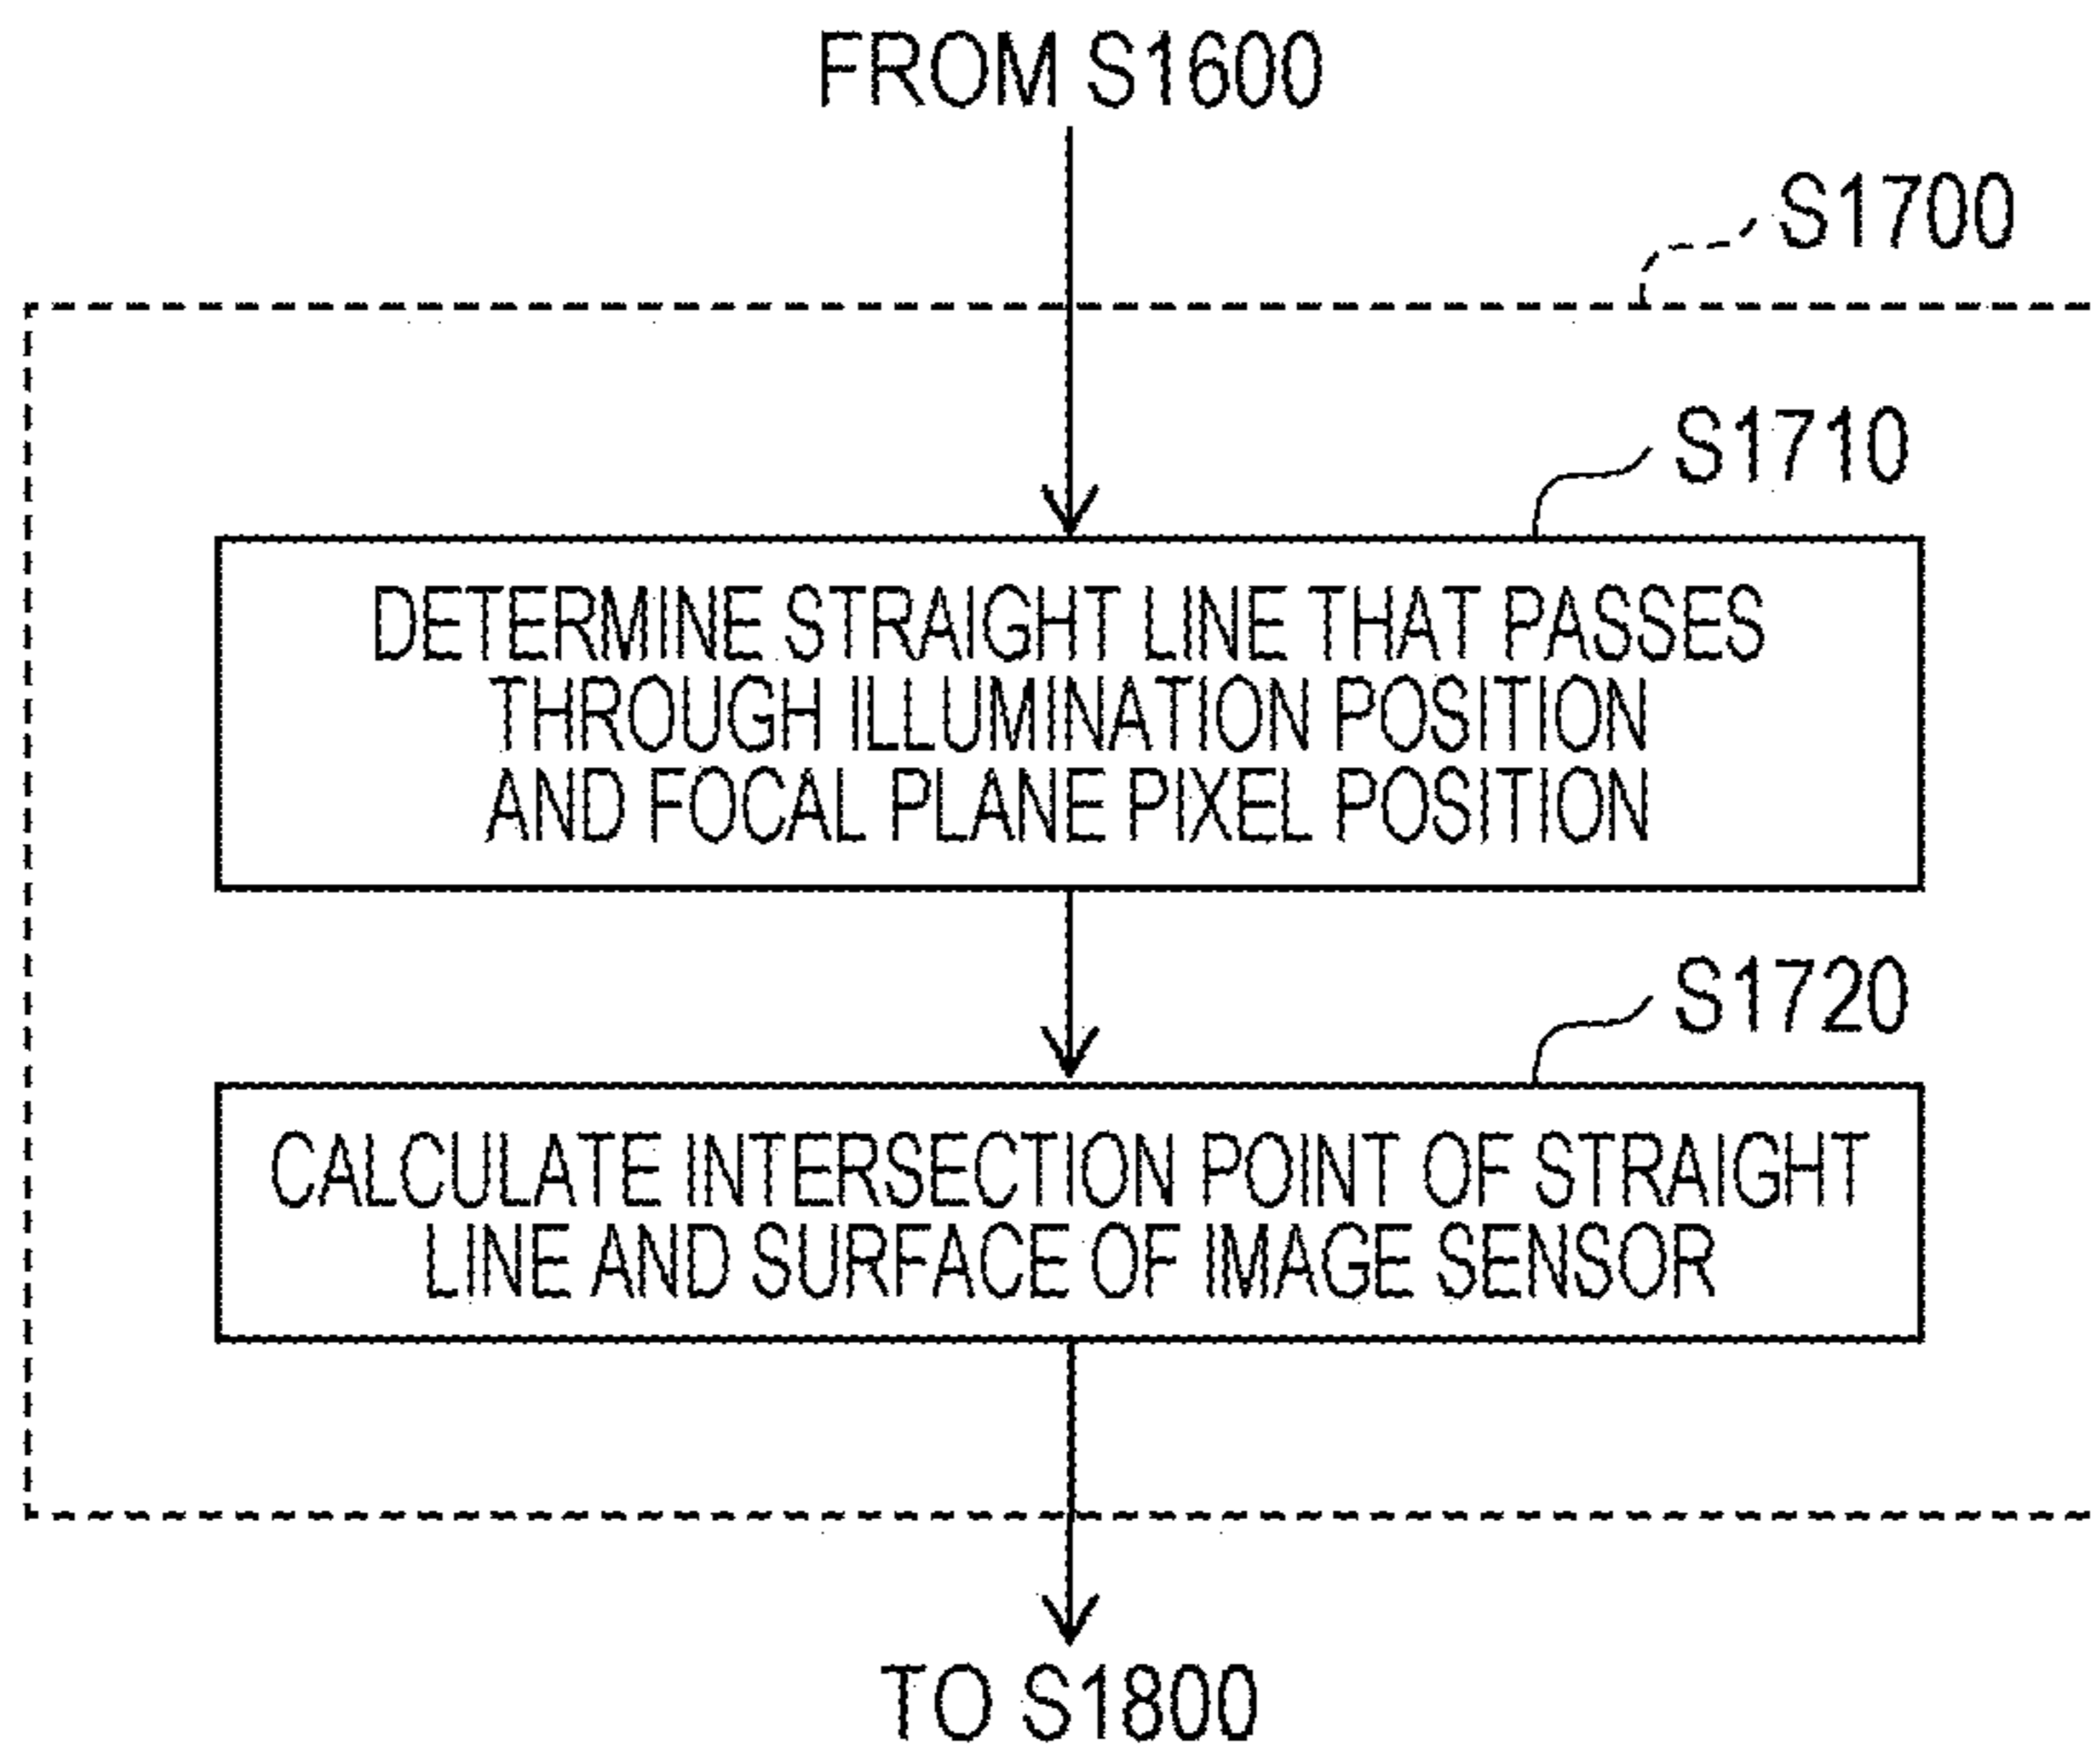 FROM S1600
S1700
S1710
DETERMINE STRAIGHT LINE THAT PASSES
THROUGH ILLUMINATION POSITION
AND FOCAL PLANE PIXEL POSITION
S1720
CALCULATE INTERSECTION POINT OF STRAIGHT
LINE AND SURFACE OF IMAGE SENSOR
TO S1800